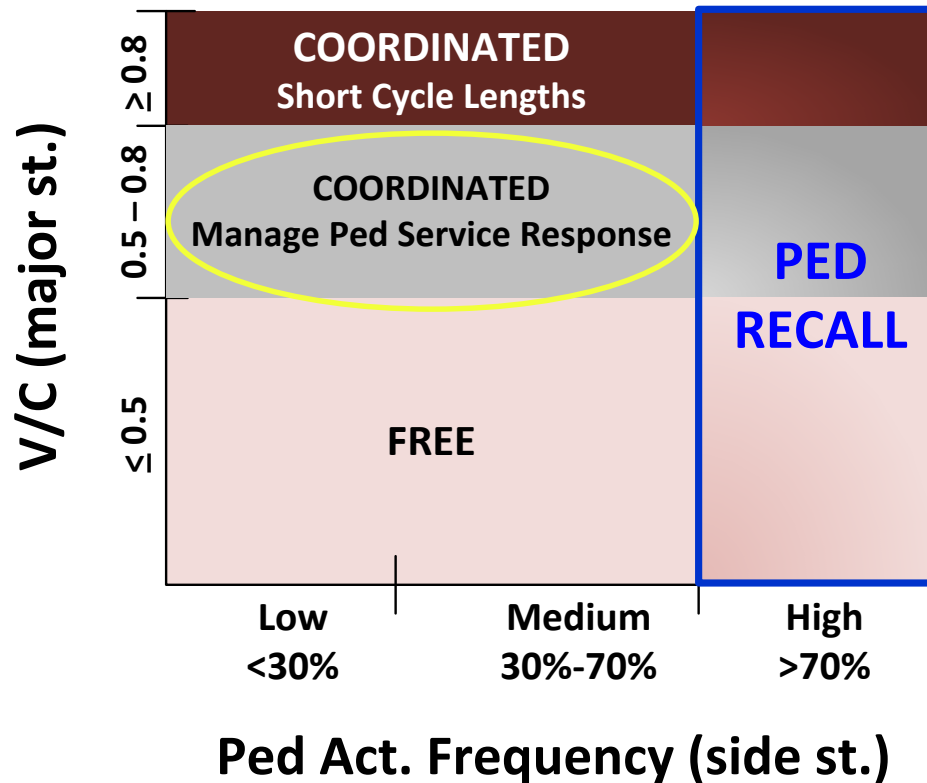 V/C (major st.)
≥ 0.8
0.5 – 0.8
≤ 0.5
COORDINATED
Short Cycle Lengths
COORDINATED
Manage Ped Service Response
FREE
PED
RECALL
Low
<30%
Medium
30%-70%
High
>70%
Ped Act. Frequency (side st.)